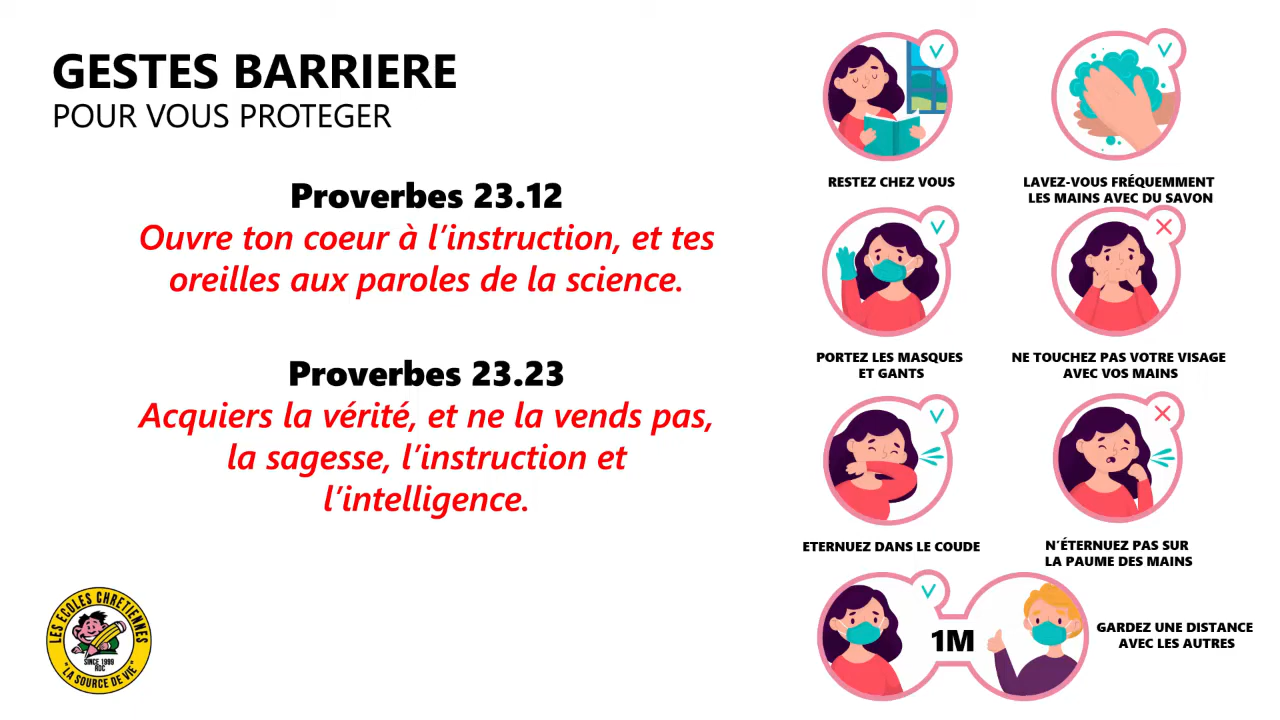 GESTES BARRIERE
POUR VOUS PROTEGER
Proverbes 23.12
Ouvre ton coeur à l’instruction, et tes
oreilles aux paroles de la science.
Proverbes 23.23
Acquiers la vérité, et ne la vends pas,
la sagesse, l’instruction et
l’intelligence.
LES ECOLES CHRETIENNES
SINCE 1999
RDC
"LA SOURCE DE VIE"
RESTEZ CHEZ VOUS
LAVEZ-VOUS FRÉQUEMMENT
LES MAINS AVEC DU SAVON
PORTEZ LES MASQUES
ET GANTS
NE TOUCHEZ PAS VOTRE VISAGE
AVEC VOS MAINS
ETERNUEZ DANS LE COUDE
N’ÉTERNUEZ PAS SUR
LA PAUME DES MAINS
1M
GARDEZ UNE DISTANCE
AVEC LES AUTRES